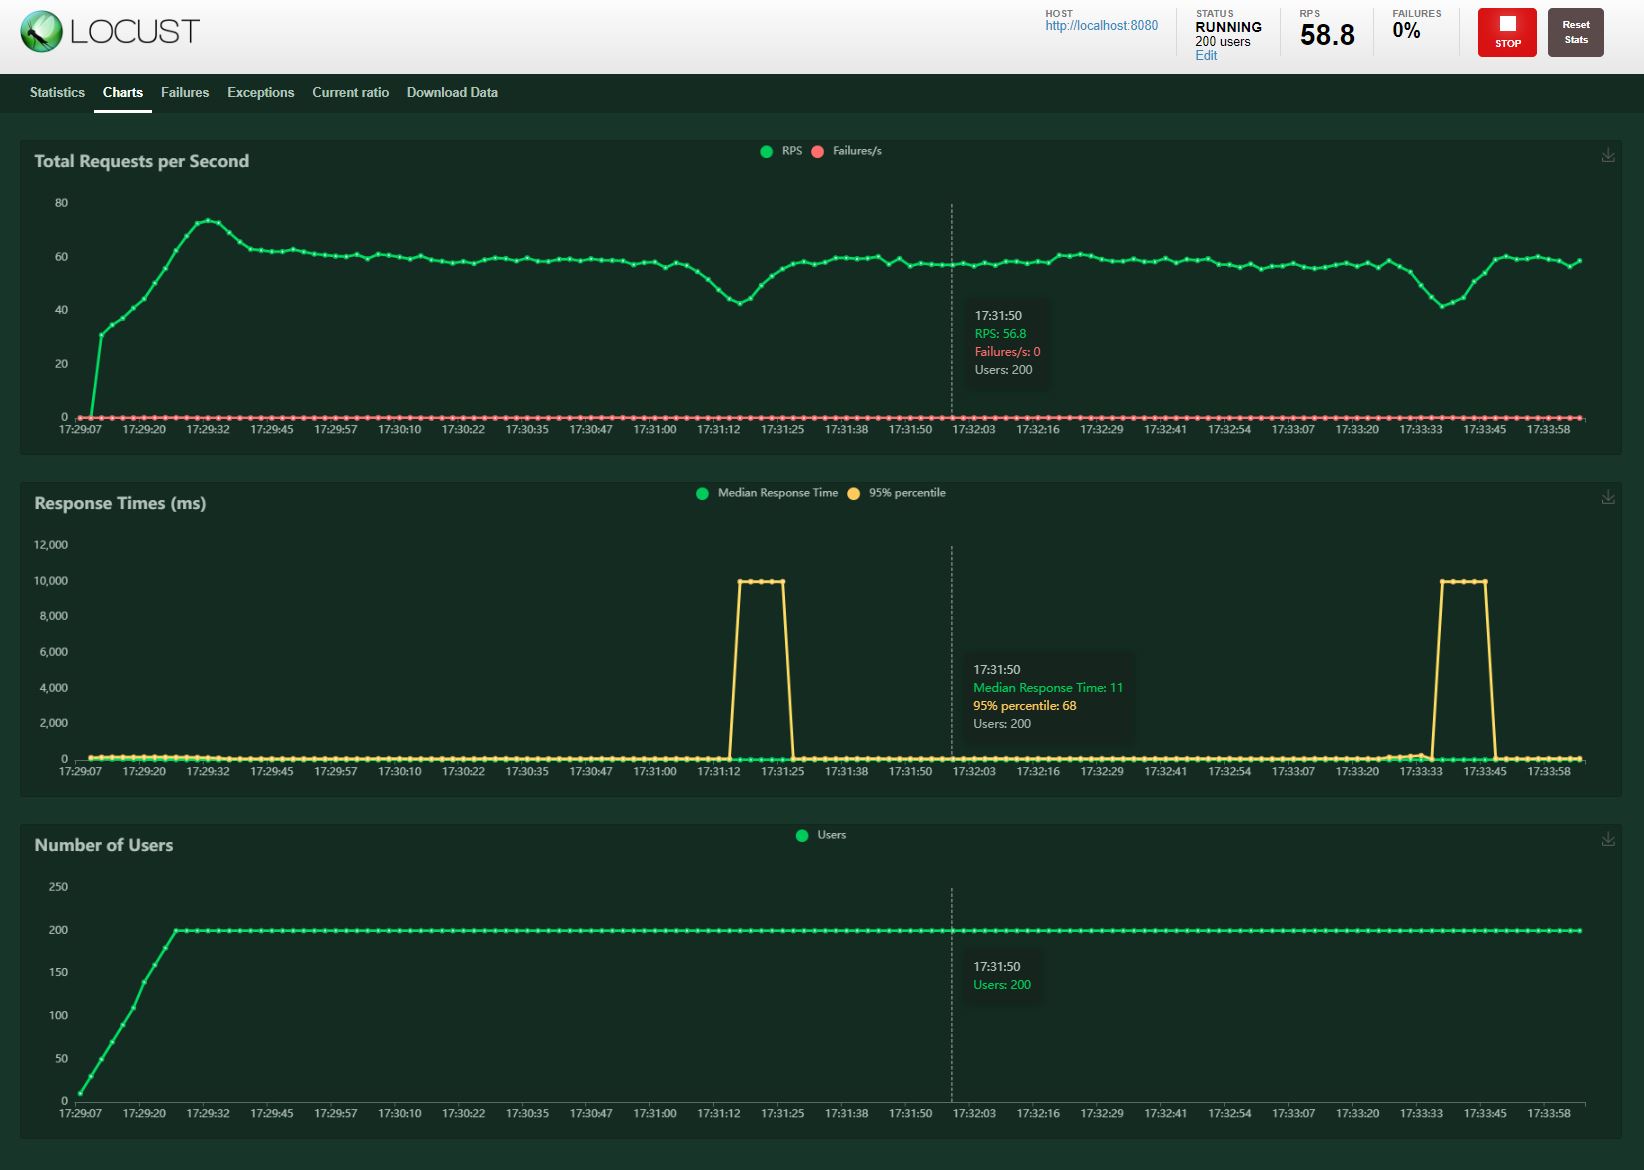 LOCUST
HOST
http://localhost:8080
STATUS
RUNNING
200 users
Edit
RPS
58.8
FAILURES
0%
STOP
Reset
Stats
Statistics Charts Failures Exceptions Current ratio Download Data
Total Requests per Second
RPS Failures/s
80
60
40
20
0
17:31:50
RPS: 56.8
Failures/s: 0
Users: 200
17:29:07 17:29:20 17:29:32 17:29:45 17:29:57 17:30:10 17:30:22 17:30:35 17:30:47 17:31:00 17:31:12 17:31:25 17:31:38 17:31:50 17:32:03 17:32:16 17:32:29 17:32:41 17:32:54 17:33:07 17:33:20 17:33:33 17:33:45 17:33:58
Response Times (ms)
Median Response Time 95% percentile
12,000
10,000
8,000
6,000
4,000
2,000
0
17:31:50
Median Response Time: 11
95% percentile: 68
Users: 200
17:29:07 17:29:20 17:29:32 17:29:45 17:29:57 17:30:10 17:30:22 17:30:35 17:30:47 17:31:00 17:31:12 17:31:25 17:31:38 17:31:50 17:32:03 17:32:16 17:32:29 17:32:41 17:32:54 17:33:07 17:33:20 17:33:33 17:33:45 17:33:58
Number of Users
Users
250
200
150
100
50
0
17:31:50
Users: 200
17:29:07 17:29:20 17:29:32 17:29:45 17:29:57 17:30:10 17:30:22 17:30:35 17:30:47 17:31:00 17:31:12 17:31:25 17:31:38 17:31:50 17:32:03 17:32:16 17:32:29 17:32:41 17:32:54 17:33:07 17:33:20 17:33:33 17:33:45 17:33:58